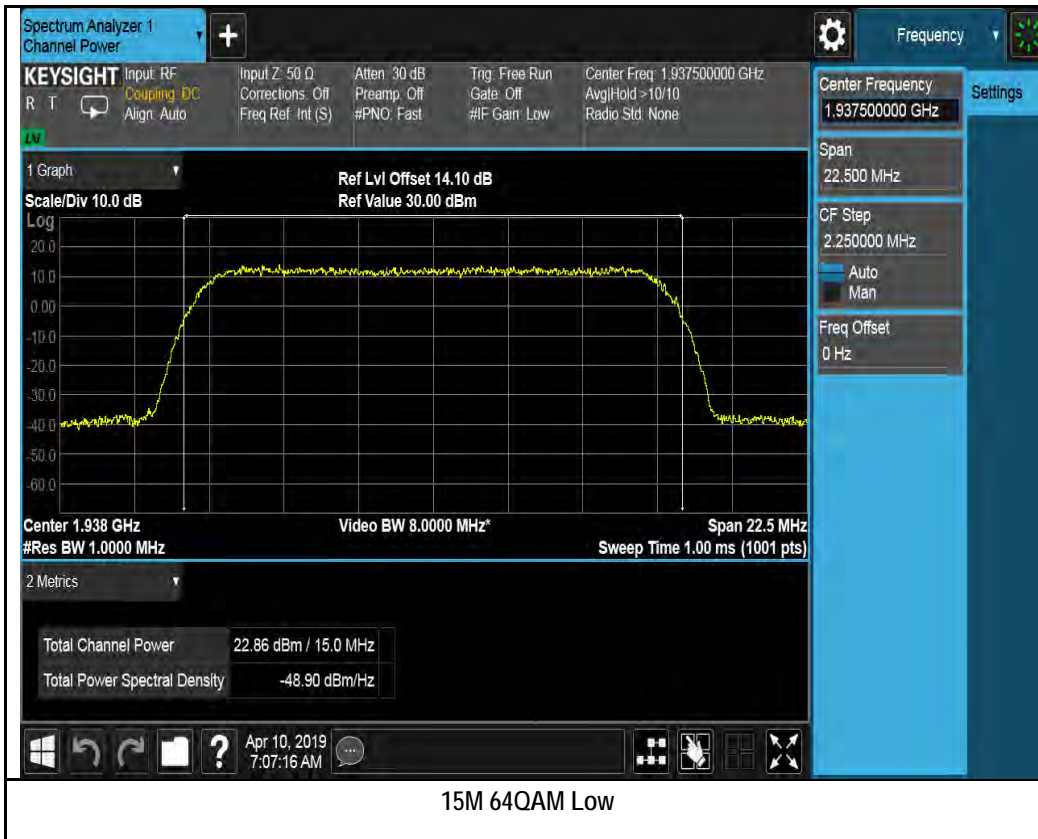 Spectrum Analyzer 1
Channel Power
+
Frequency
KEYSIGHT
R T
LVI
Input: RF
Coupling: DC
Align: Auto
Input Z: 50 Ω
Corrections: Off
Freq Ref: Int (S)
Atten: 30 dB
Preamp: Off
#PNO: Fast
Trig: Free Run
Gate: Off
#IF Gain: Low
Center Freq: 1.937500000 GHz
Avg|Hold >10/10
Radio Std: None
Center Frequency
1.937500000 GHz
Settings
Span
22.500 MHz
CF Step
2.250000 MHz
Auto
Man
Freq Offset
0 Hz
1 Graph
Scale/Div 10.0 dB
Ref Lvl Offset 14.10 dB
Ref Value 30.00 dBm
Log
20.0
10.0
0.00
-10.0
-20.0
-30.0
-40.0
-50.0
-60.0
Center 1.938 GHz
#Res BW 1.0000 MHz
Video BW 8.0000 MHz*
Span 22.5 MHz
Sweep Time 1.00 ms (1001 pts)
2 Metrics
Total Channel Power 22.86 dBm / 15.0 MHz
Total Power Spectral Density -48.90 dBm/Hz
?
Apr 10, 2019
7:07:16 AM
15M 64QAM Low